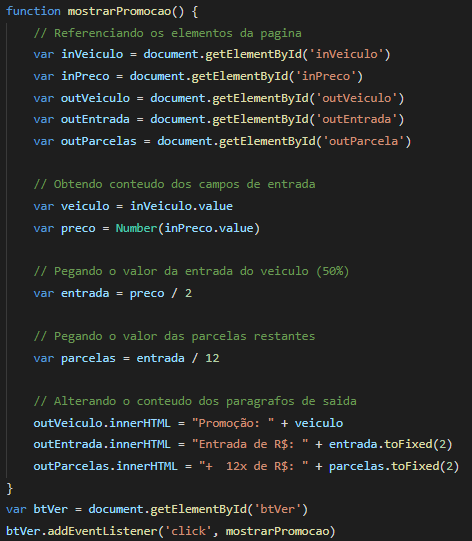 function mostrarPromocao() {
    // Referenciando os elementos da pagina
    var inVeiculo = document.getElementById('inVeiculo')
    var inPreco = document.getElementById('inPreco')
    var outVeiculo = document.getElementById('outVeiculo')
    var outEntrada = document.getElementById('outEntrada')
    var outParcelas = document.getElementById('outParcela')

    // Obtendo conteudo dos campos de entrada
    var veiculo = inVeiculo.value
    var preco = Number(inPreco.value)

    // Pegando o valor da entrada do veiculo (50%)
    var entrada = preco / 2

    // Pegando o valor das parcelas restantes
    var parcelas = entrada / 12

    // Alterando o conteudo dos paragrafos de saida
    outVeiculo.innerHTML = "Promoção: " + veiculo
    outEntrada.innerHTML = "Entrada de R$: " + entrada.toFixed(2)
    outParcelas.innerHTML = "+  12x de R$: " + parcelas.toFixed(2)
}
var btVer = document.getElementById('btVer')
btVer.addEventListener('click', mostrarPromocao)